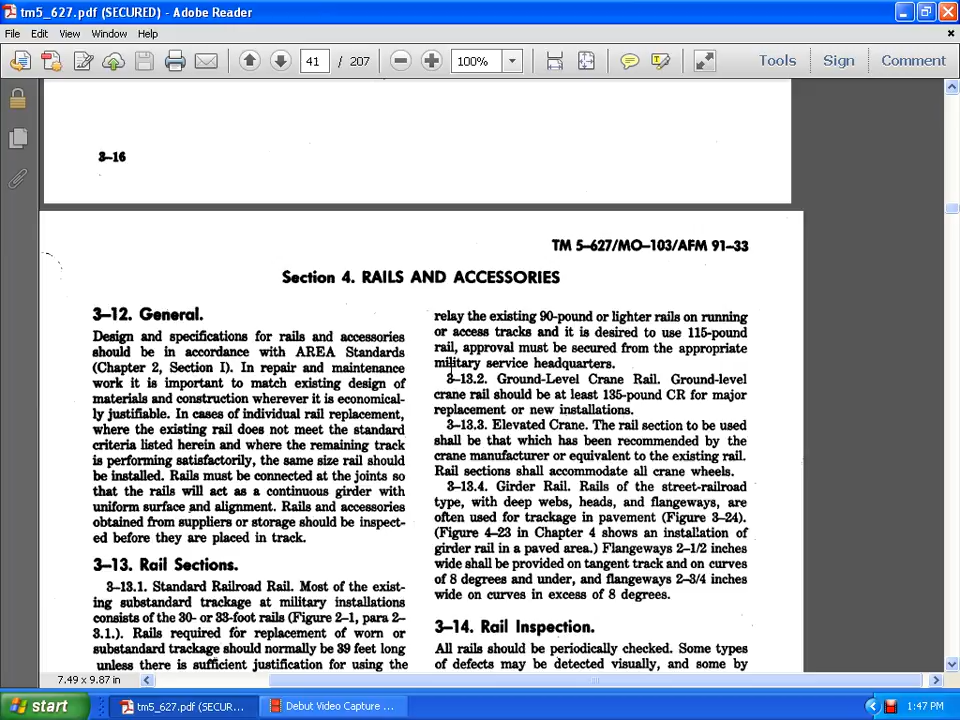 tm5_627.pdf (SECURED) - Adobe Reader
File Edit View Window Help
41 / 207 100% Tools Sign Comment
3-16
TM 5-627/MO-103/AFM 91-33
Section 4. RAILS AND ACCESSORIES
3-12. General.
Design and specifications for rails and accessories
should be in accordance with AREA Standards
(Chapter 2, Section I). In repair and maintenance
work it is important to match existing design of
materials and construction wherever it is economical-
ly justifiable. In cases of individual rail replacement,
where the existing rail does not meet the standard
criteria listed herein and where the remaining track
is performing satisfactorily, the same size rail should
be installed. Rails must be connected at the joints so
that the rails will act as a continuous girder with
uniform surface and alignment. Rails and accessories
obtained from suppliers or storage should be inspect-
ed before they are placed in track.
3-13. Rail Sections.
3-13.1. Standard Railroad Rail. Most of the exist-
ing substandard trackage at military installations
consists of the 30- or 33-foot rails (Figure 2-1, para 2-
3.1.). Rails required for replacement of worn or
substandard trackage should normally be 39 feet long
unless there is sufficient justification for using the
relay the existing 90-pound or lighter rails on running
or access tracks and it is desired to use 115-pound
rail, approval must be secured from the appropriate
military service headquarters.
3-13.2. Ground-Level Crane Rail. Ground-level
crane rail should be at least 135-pound CR for major
replacement or new installations.
3-13.3. Elevated Crane. The rail section to be used
shall be that which has been recommended by the
crane manufacturer or equivalent to the existing rail.
Rail sections shall accommodate all crane wheels.
3-13.4. Girder Rail. Rails of the street-railroad
type, with deep webs, heads, and flangeways, are
often used for trackage in pavement (Figure 3-24).
(Figure 4-23 in Chapter 4 shows an installation of
girder rail in a paved area.) Flangeways 2-1/2 inches
wide shall be provided on tangent track and on curves
of 8 degrees and under, and flangeways 2-3/4 inches
wide on curves in excess of 8 degrees.
3-14. Rail Inspection.
All rails should be periodically checked. Some types
of defects may be detected visually, and some by
7.49 x 9.87 in
start tm5_627.pdf (SECUR... Debut Video Capture ... 1:47 PM